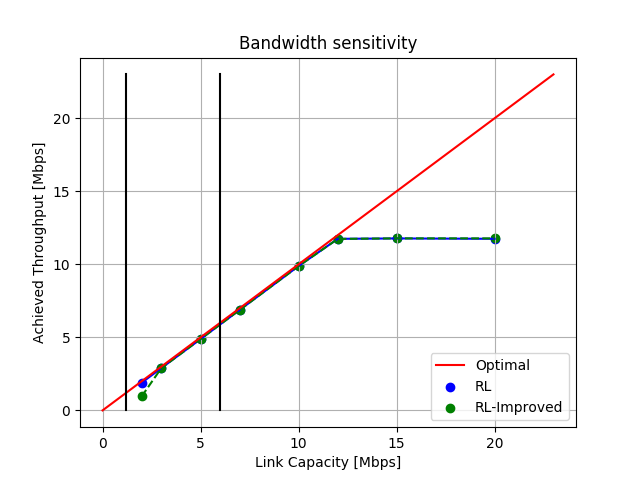 Bandwidth sensitivity
Achieved Throughput [Mbps]
20
15
10
5
0
Optimal
RL
RL-Improved
0 5 10 15 20
Link Capacity [Mbps]